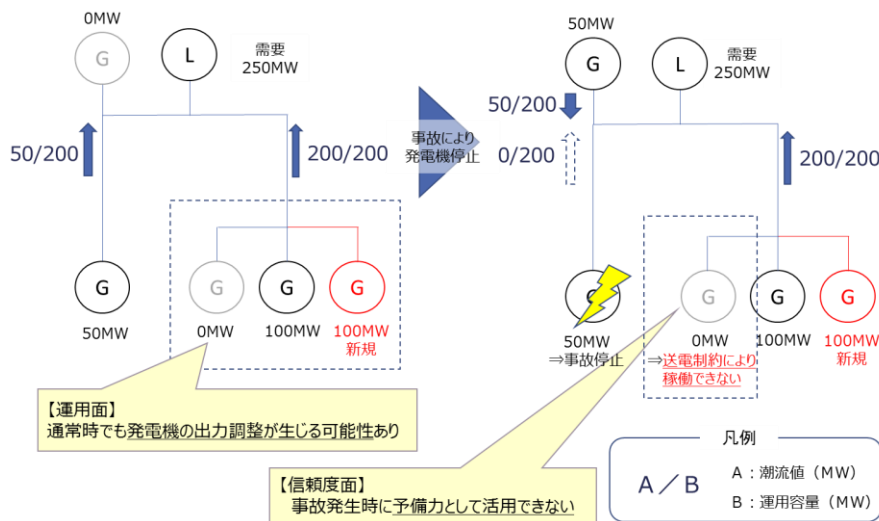 0MW
G
L
需要
250MW
50/200
200/200
G
50MW
G
0MW
G
100MW
G
100MW
新規
【運用面】
通常時でも発電機の出力調整が生じる可能性あり
事故により
発電機停止
50MW
G
L
需要
250MW
50/200
0/200
200/200
G
50MW
⇒事故停止
G
0MW
⇒送電制約により
稼働できない
G
100MW
G
100MW
新規
【信頼度面】
事故発生時に予備力として活用できない
凡例
A／B
A：潮流値（MW）
B：運用容量（MW）